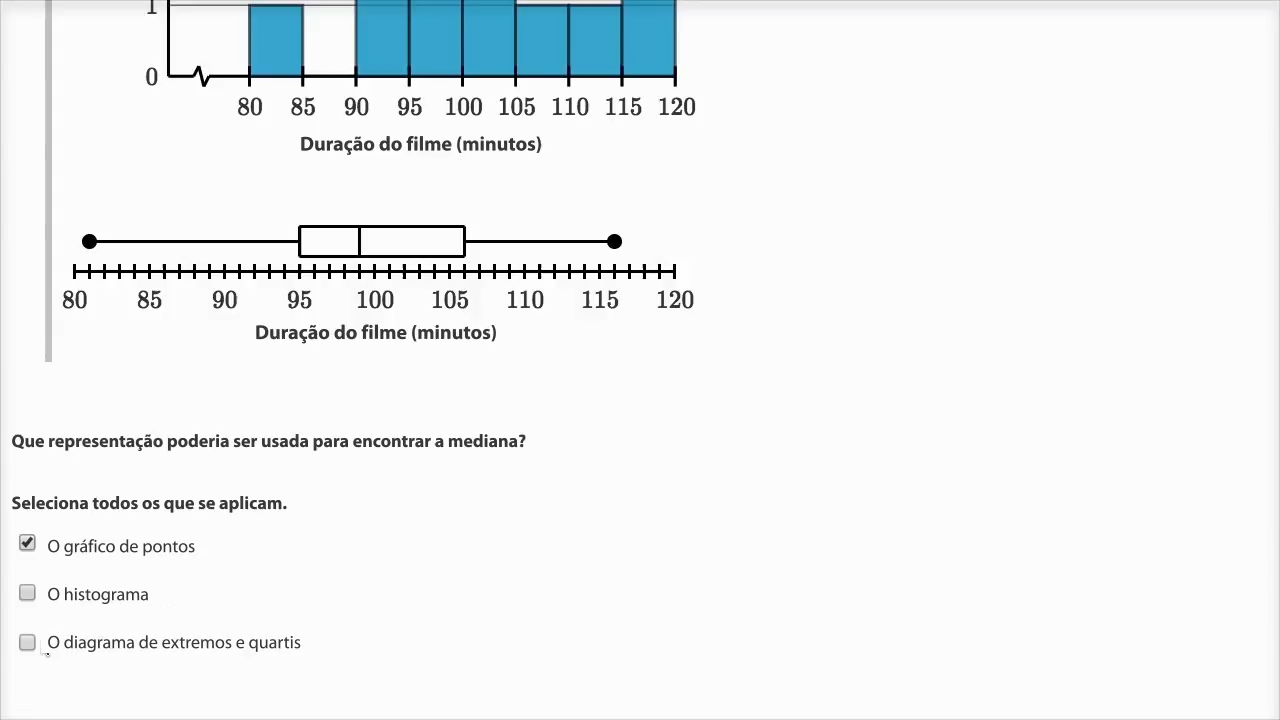 1
0
80 85 90 95 100 105 110 115 120
Duração do filme (minutos)
80 85 90 95 100 105 110 115 120
Duração do filme (minutos)
Que representação poderia ser usada para encontrar a mediana?
Seleciona todos os que se aplicam.
O gráfico de pontos
O histograma
O diagrama de extremos e quartis